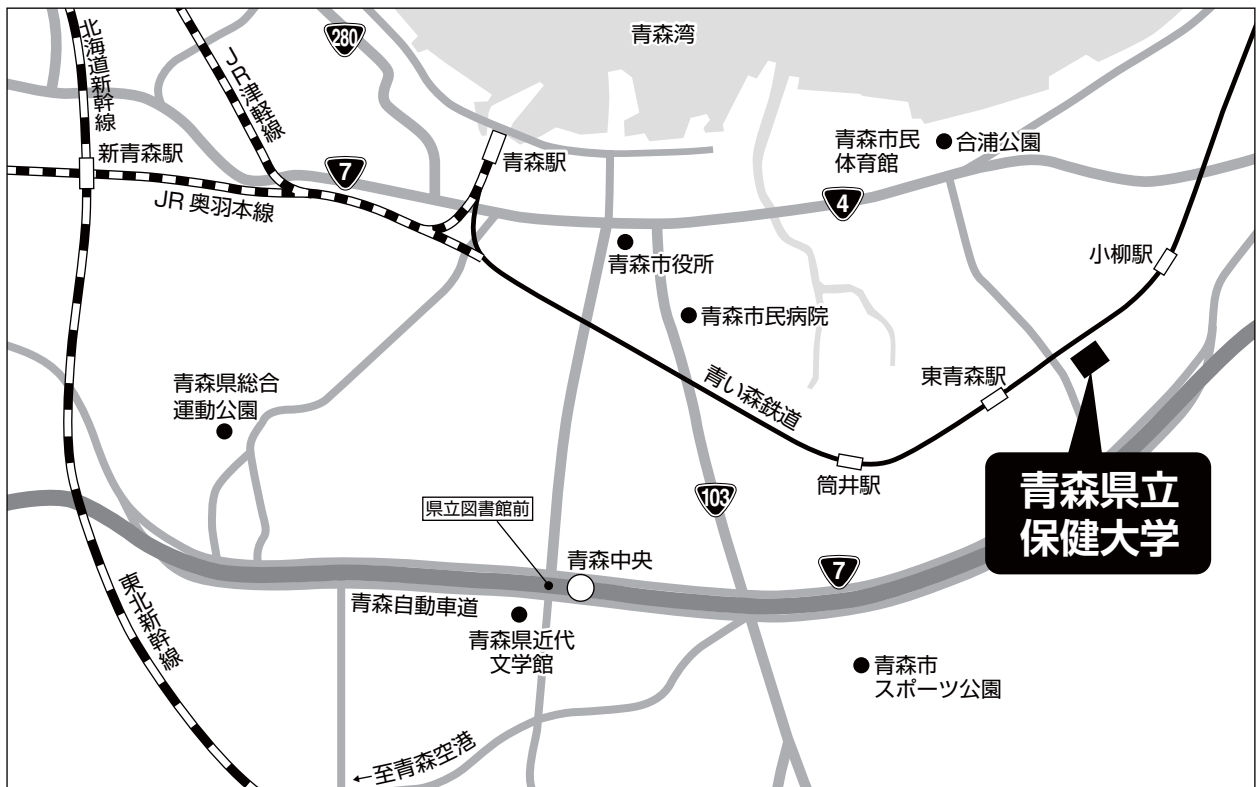 青森湾
280
北海道新幹線
JR津軽線
新青森駅
7
青森駅
青森市民
体育館
合浦公園
JR 奥羽本線
4
青森市役所
小柳駅
青森市民病院
青森県総合
運動公園
青い森鉄道
東青森駅
筒井駅
青森県立
保健大学
103
県立図書館前
青森中央
7
東北新幹線
青森自動車道
青森県近代
文学館
青森市
スポーツ公園
←至青森空港